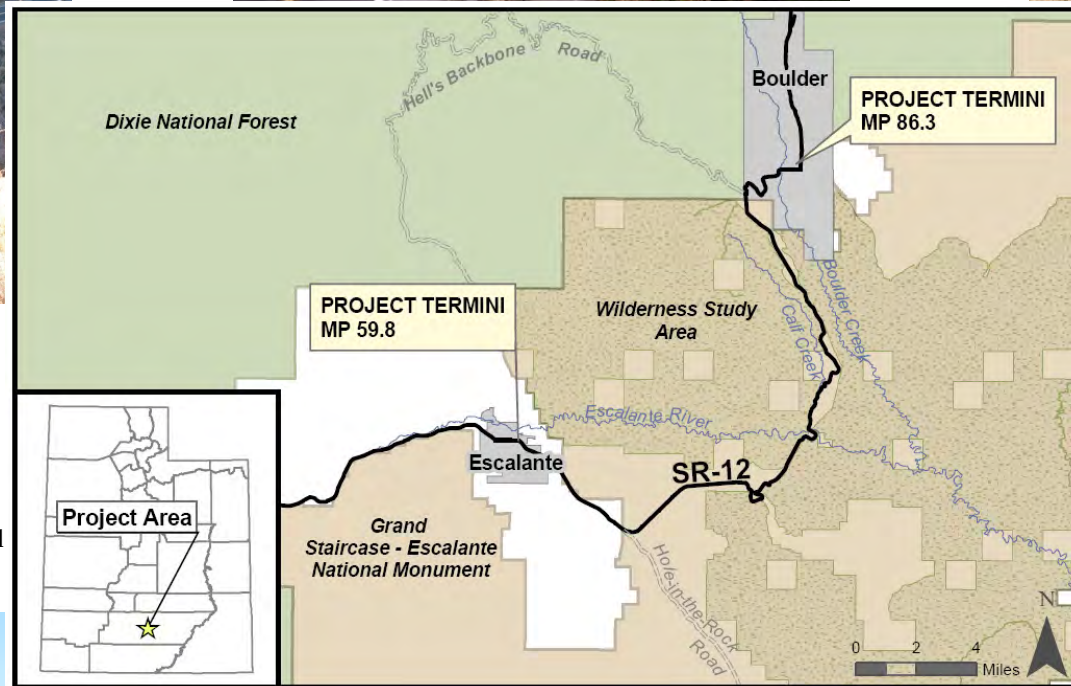 Hell's Backbone Road
Boulder
PROJECT TERMINI
MP 86.3
Dixie National Forest
PROJECT TERMINI
MP 59.8
Wilderness Study
Area
Boulder Creek
Calf Creek
Escalante River
Escalante
SR-12
Grand
Staircase - Escalante
National Monument
Hole-in-the-Rock
Road
Project Area
N
0 2 4
Miles